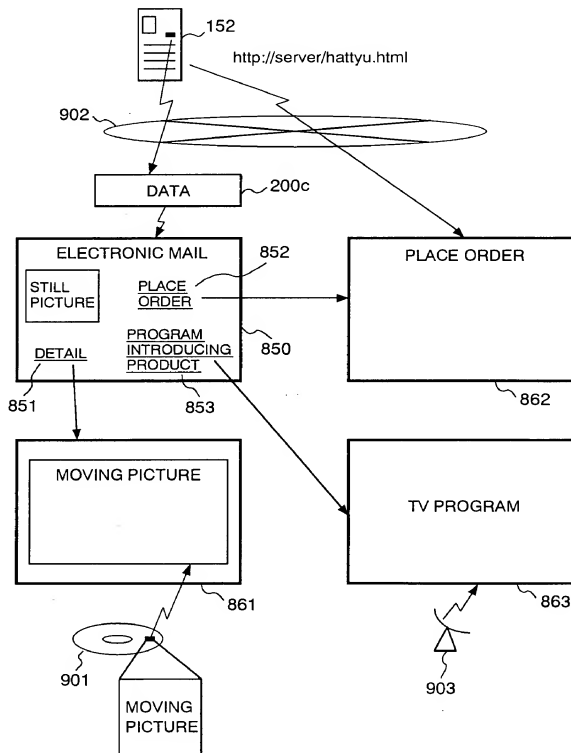 152
http://server/hattyu.html
902
DATA
200c
ELECTRONIC MAIL
852
STILL
PICTURE
PLACE
ORDER
PROGRAM
INTRODUCING
PRODUCT
DETAIL
850
851
853
PLACE ORDER
862
MOVING PICTURE
861
TV PROGRAM
863
901
MOVING
PICTURE
903